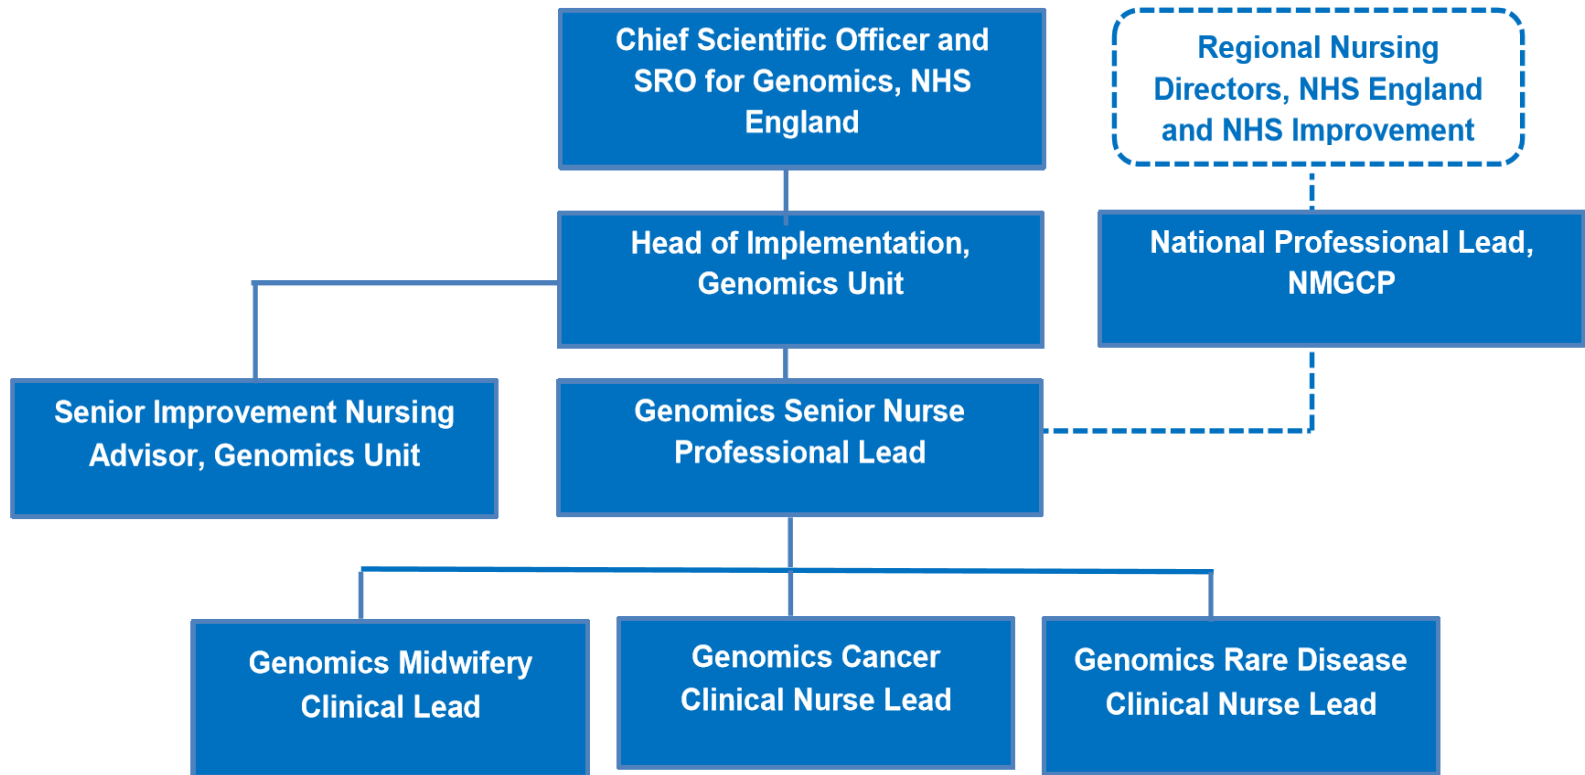 Chief Scientific Officer and
SRO for Genomics, NHS
England
Regional Nursing
Directors, NHS England
and NHS Improvement
Head of Implementation,
Genomics Unit
National Professional Lead,
NMGCP
Senior Improvement Nursing
Advisor, Genomics Unit
Genomics Senior Nurse
Professional Lead
Genomics Midwifery
Clinical Lead
Genomics Cancer
Clinical Nurse Lead
Genomics Rare Disease
Clinical Nurse Lead